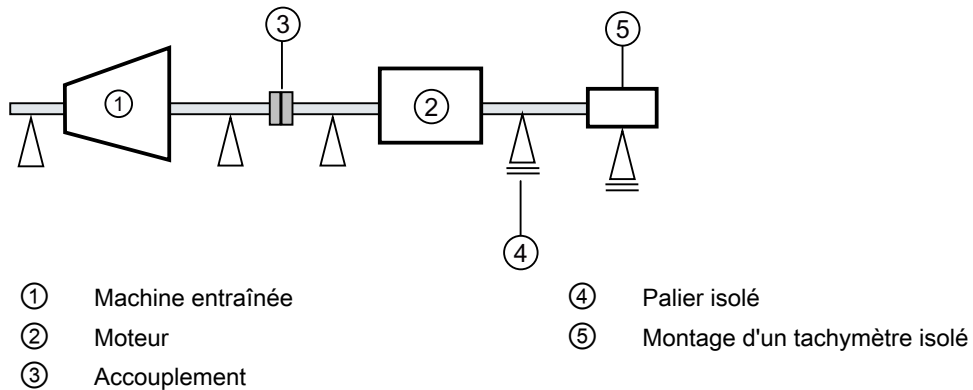 ③
⑤
①
②
④
① Machine entraînée
② Moteur
③ Accouplement
④ Palier isolé
⑤ Montage d'un tachymètre isolé